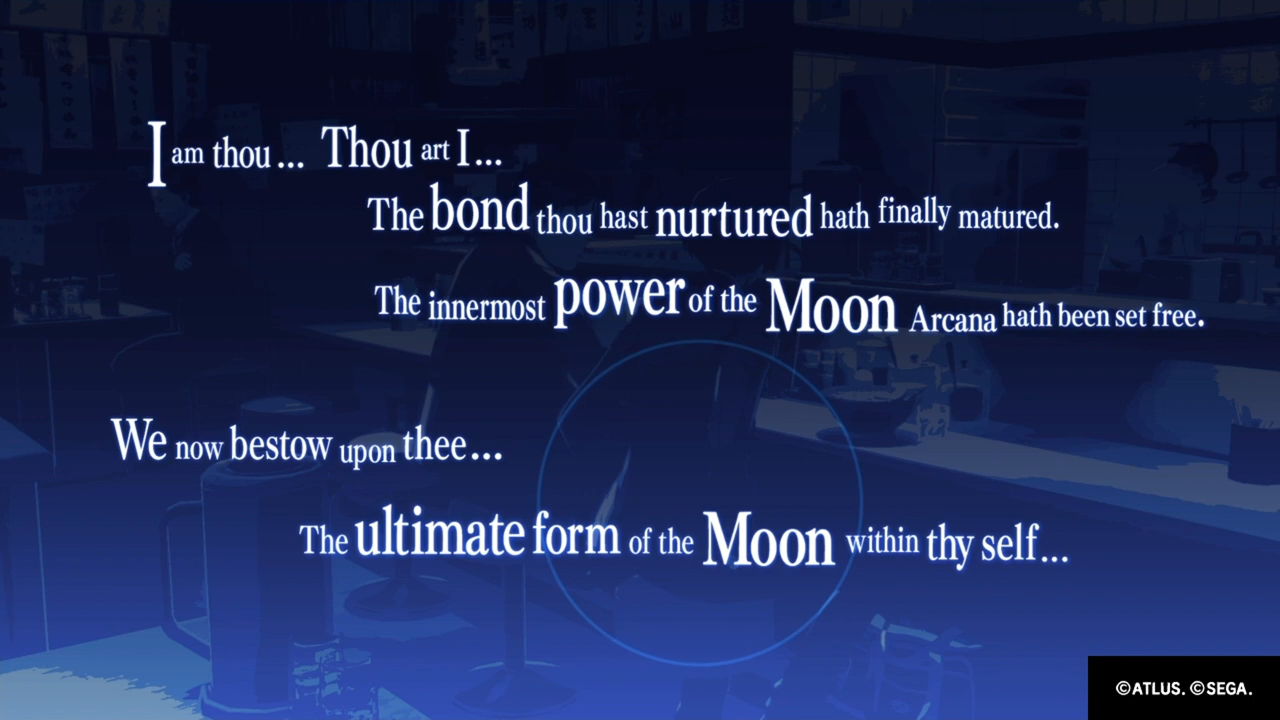 I am thou... Thou art I...
The bond thou hast nurtured hath finally matured.
The innermost power of the Moon Arcana hath been set free.
We now bestow upon thee...
The ultimate form of the Moon within thy self...
©ATLUS. ©SEGA.